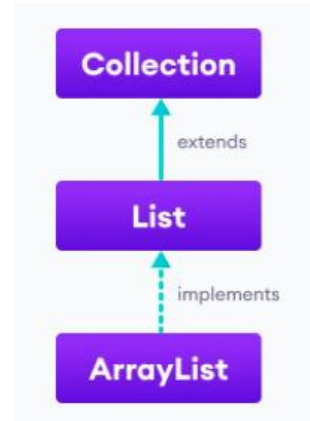 Collection
extends
List
implements
ArrayList